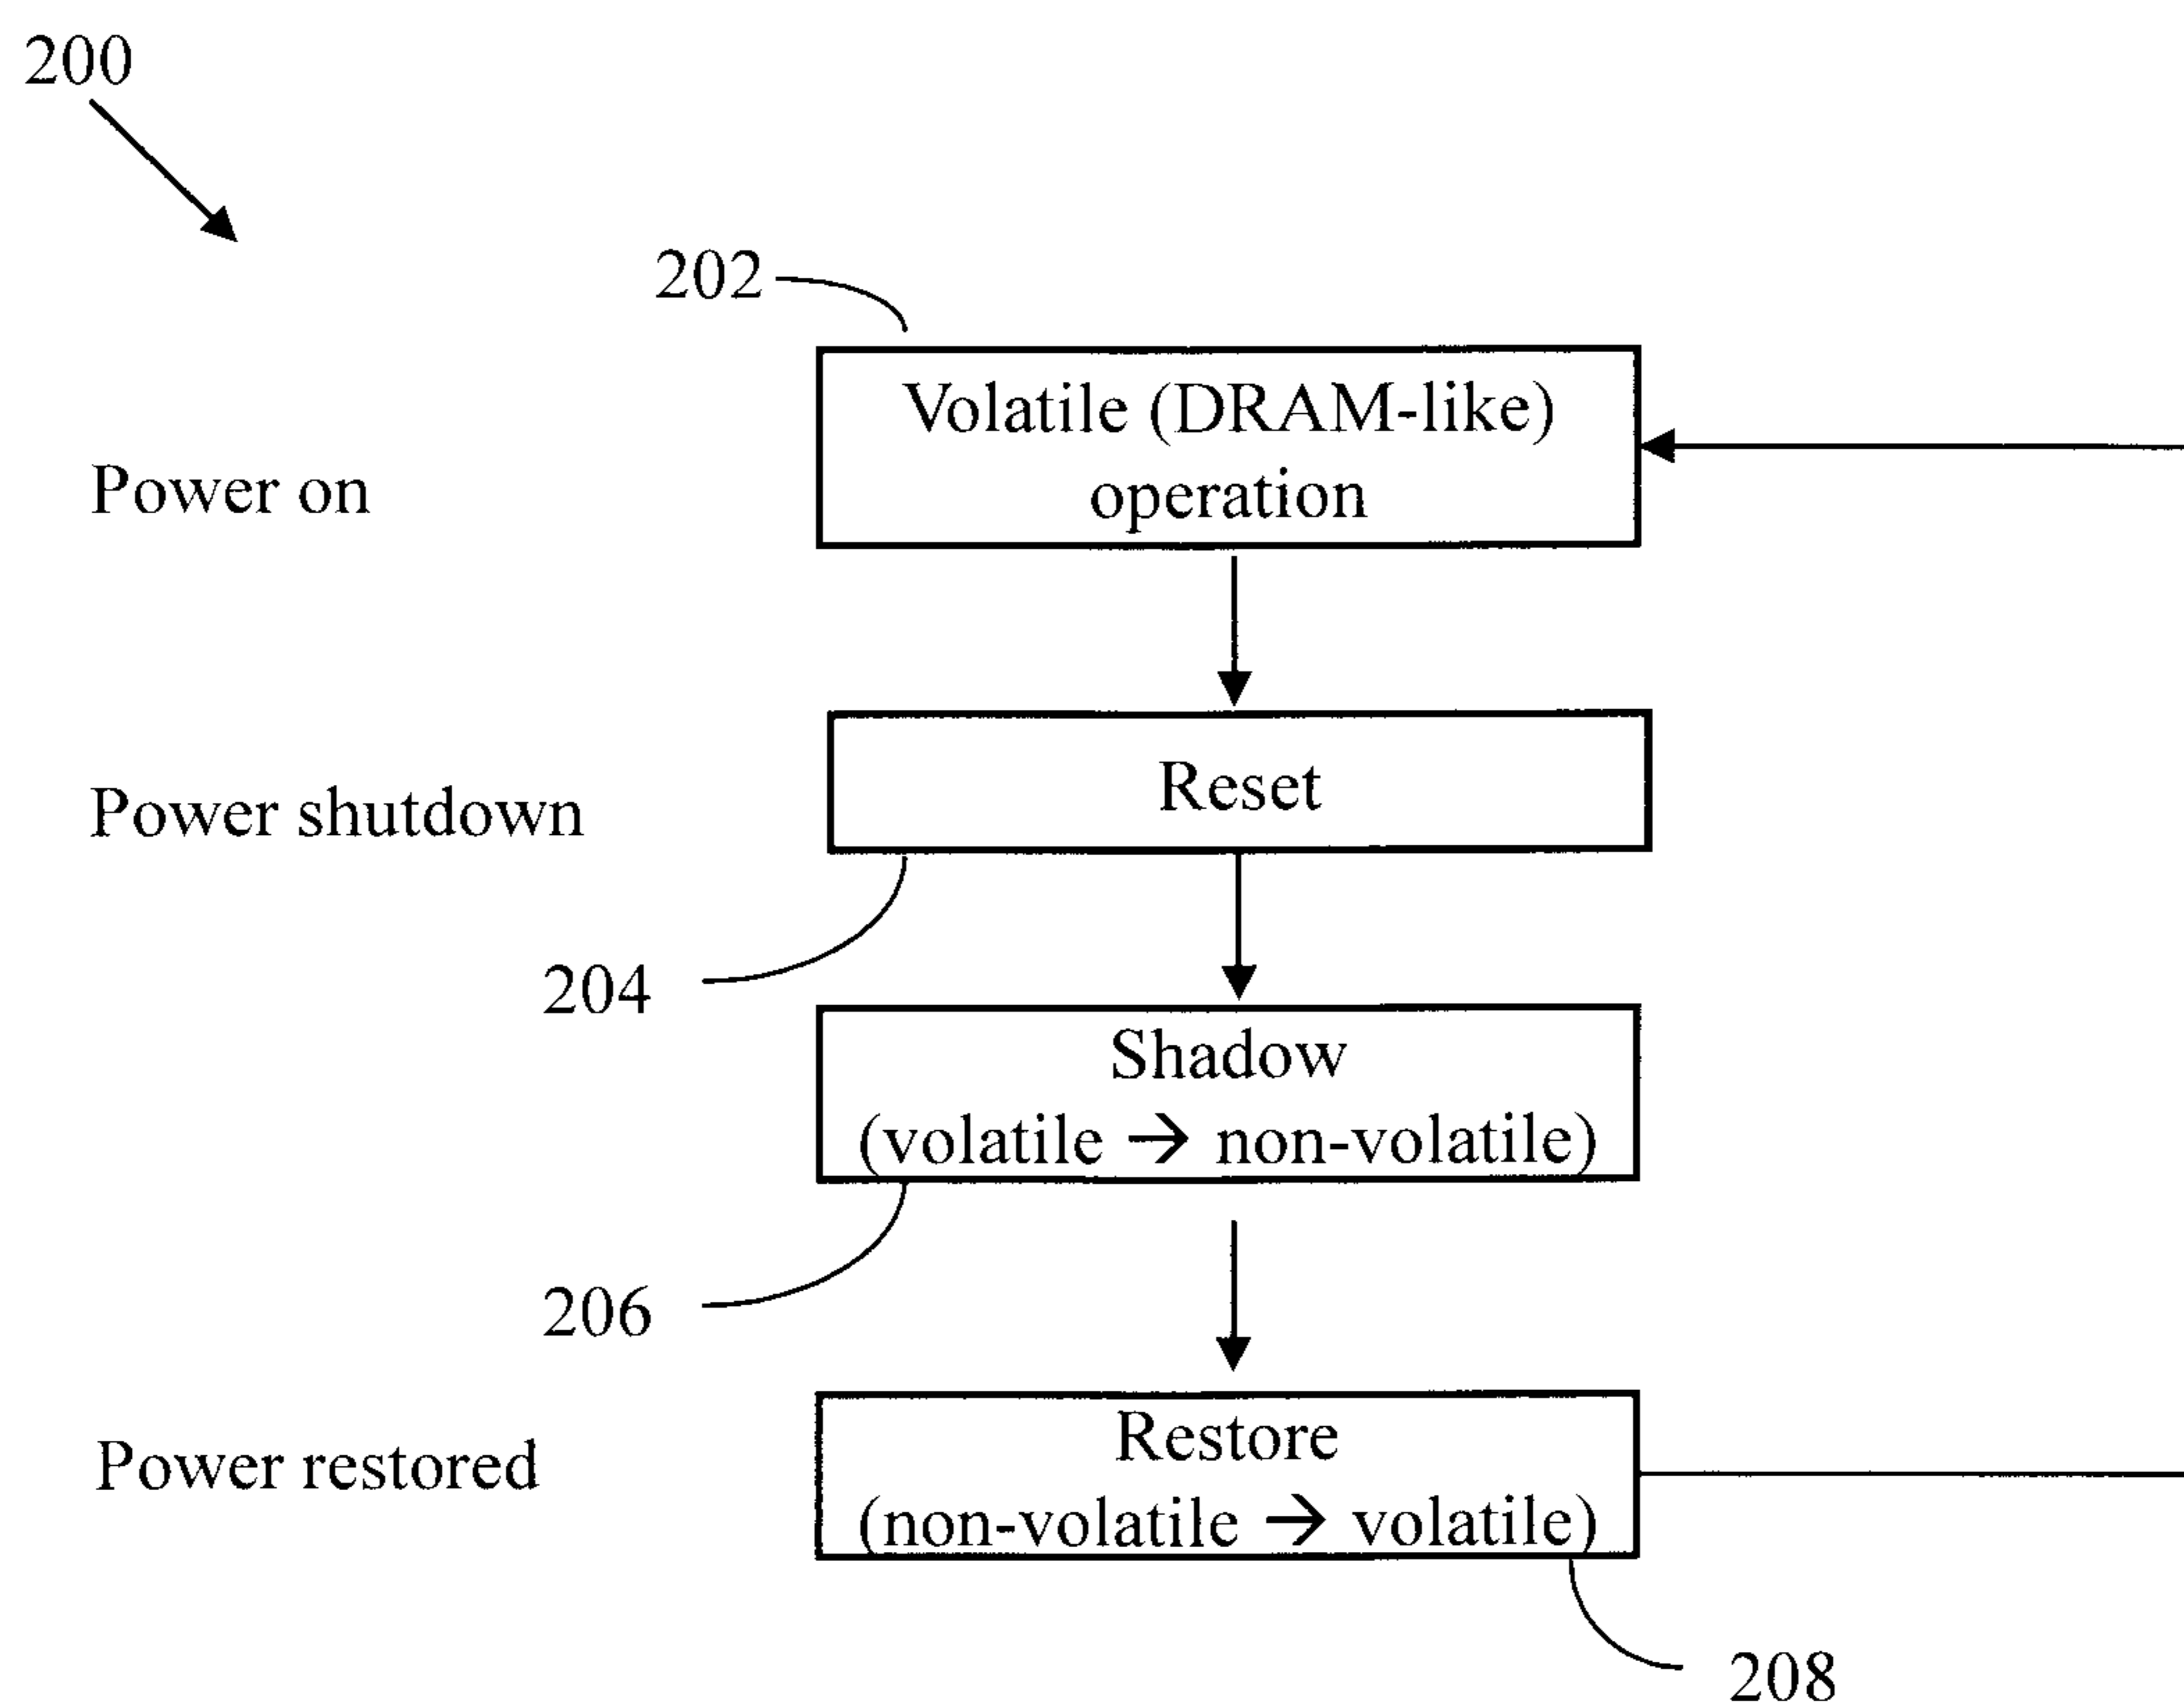 200
202
Volatile (DRAM-like)
operation
Power on
Reset
Power shutdown
204
Shadow
(volatile → non-volatile)
206
Restore
Power restored
(non-volatile → volatile)
208